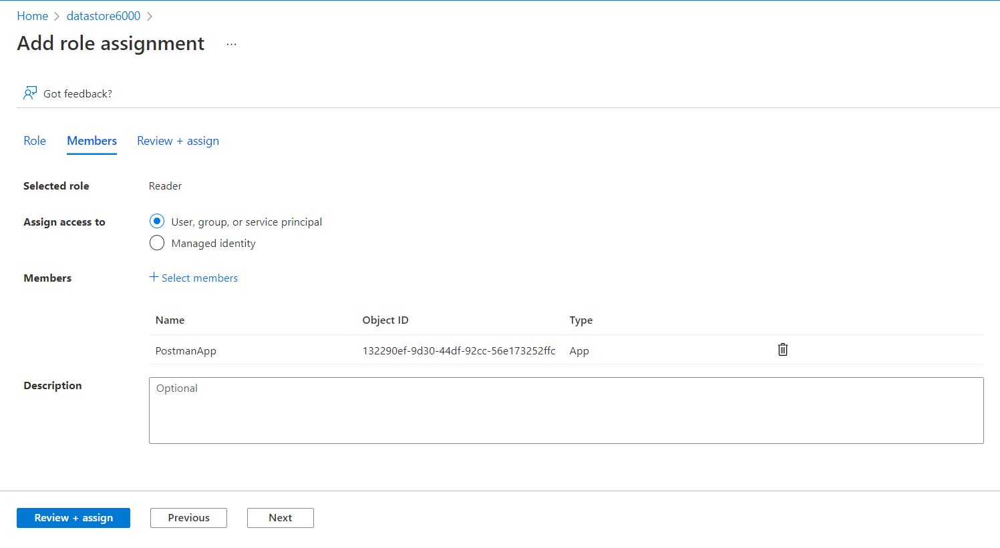 Home > datastore6000 >
Add role assignment ...
Got feedback?
Role Members Review + assign
Selected role Reader
Assign access to User, group, or service principal
Managed identity
Members + Select members
Name Object ID Type
PostmanApp 132290ef-9d30-44df-92cc-56e173252ffc App
Description Optional
Review + assign Previous Next